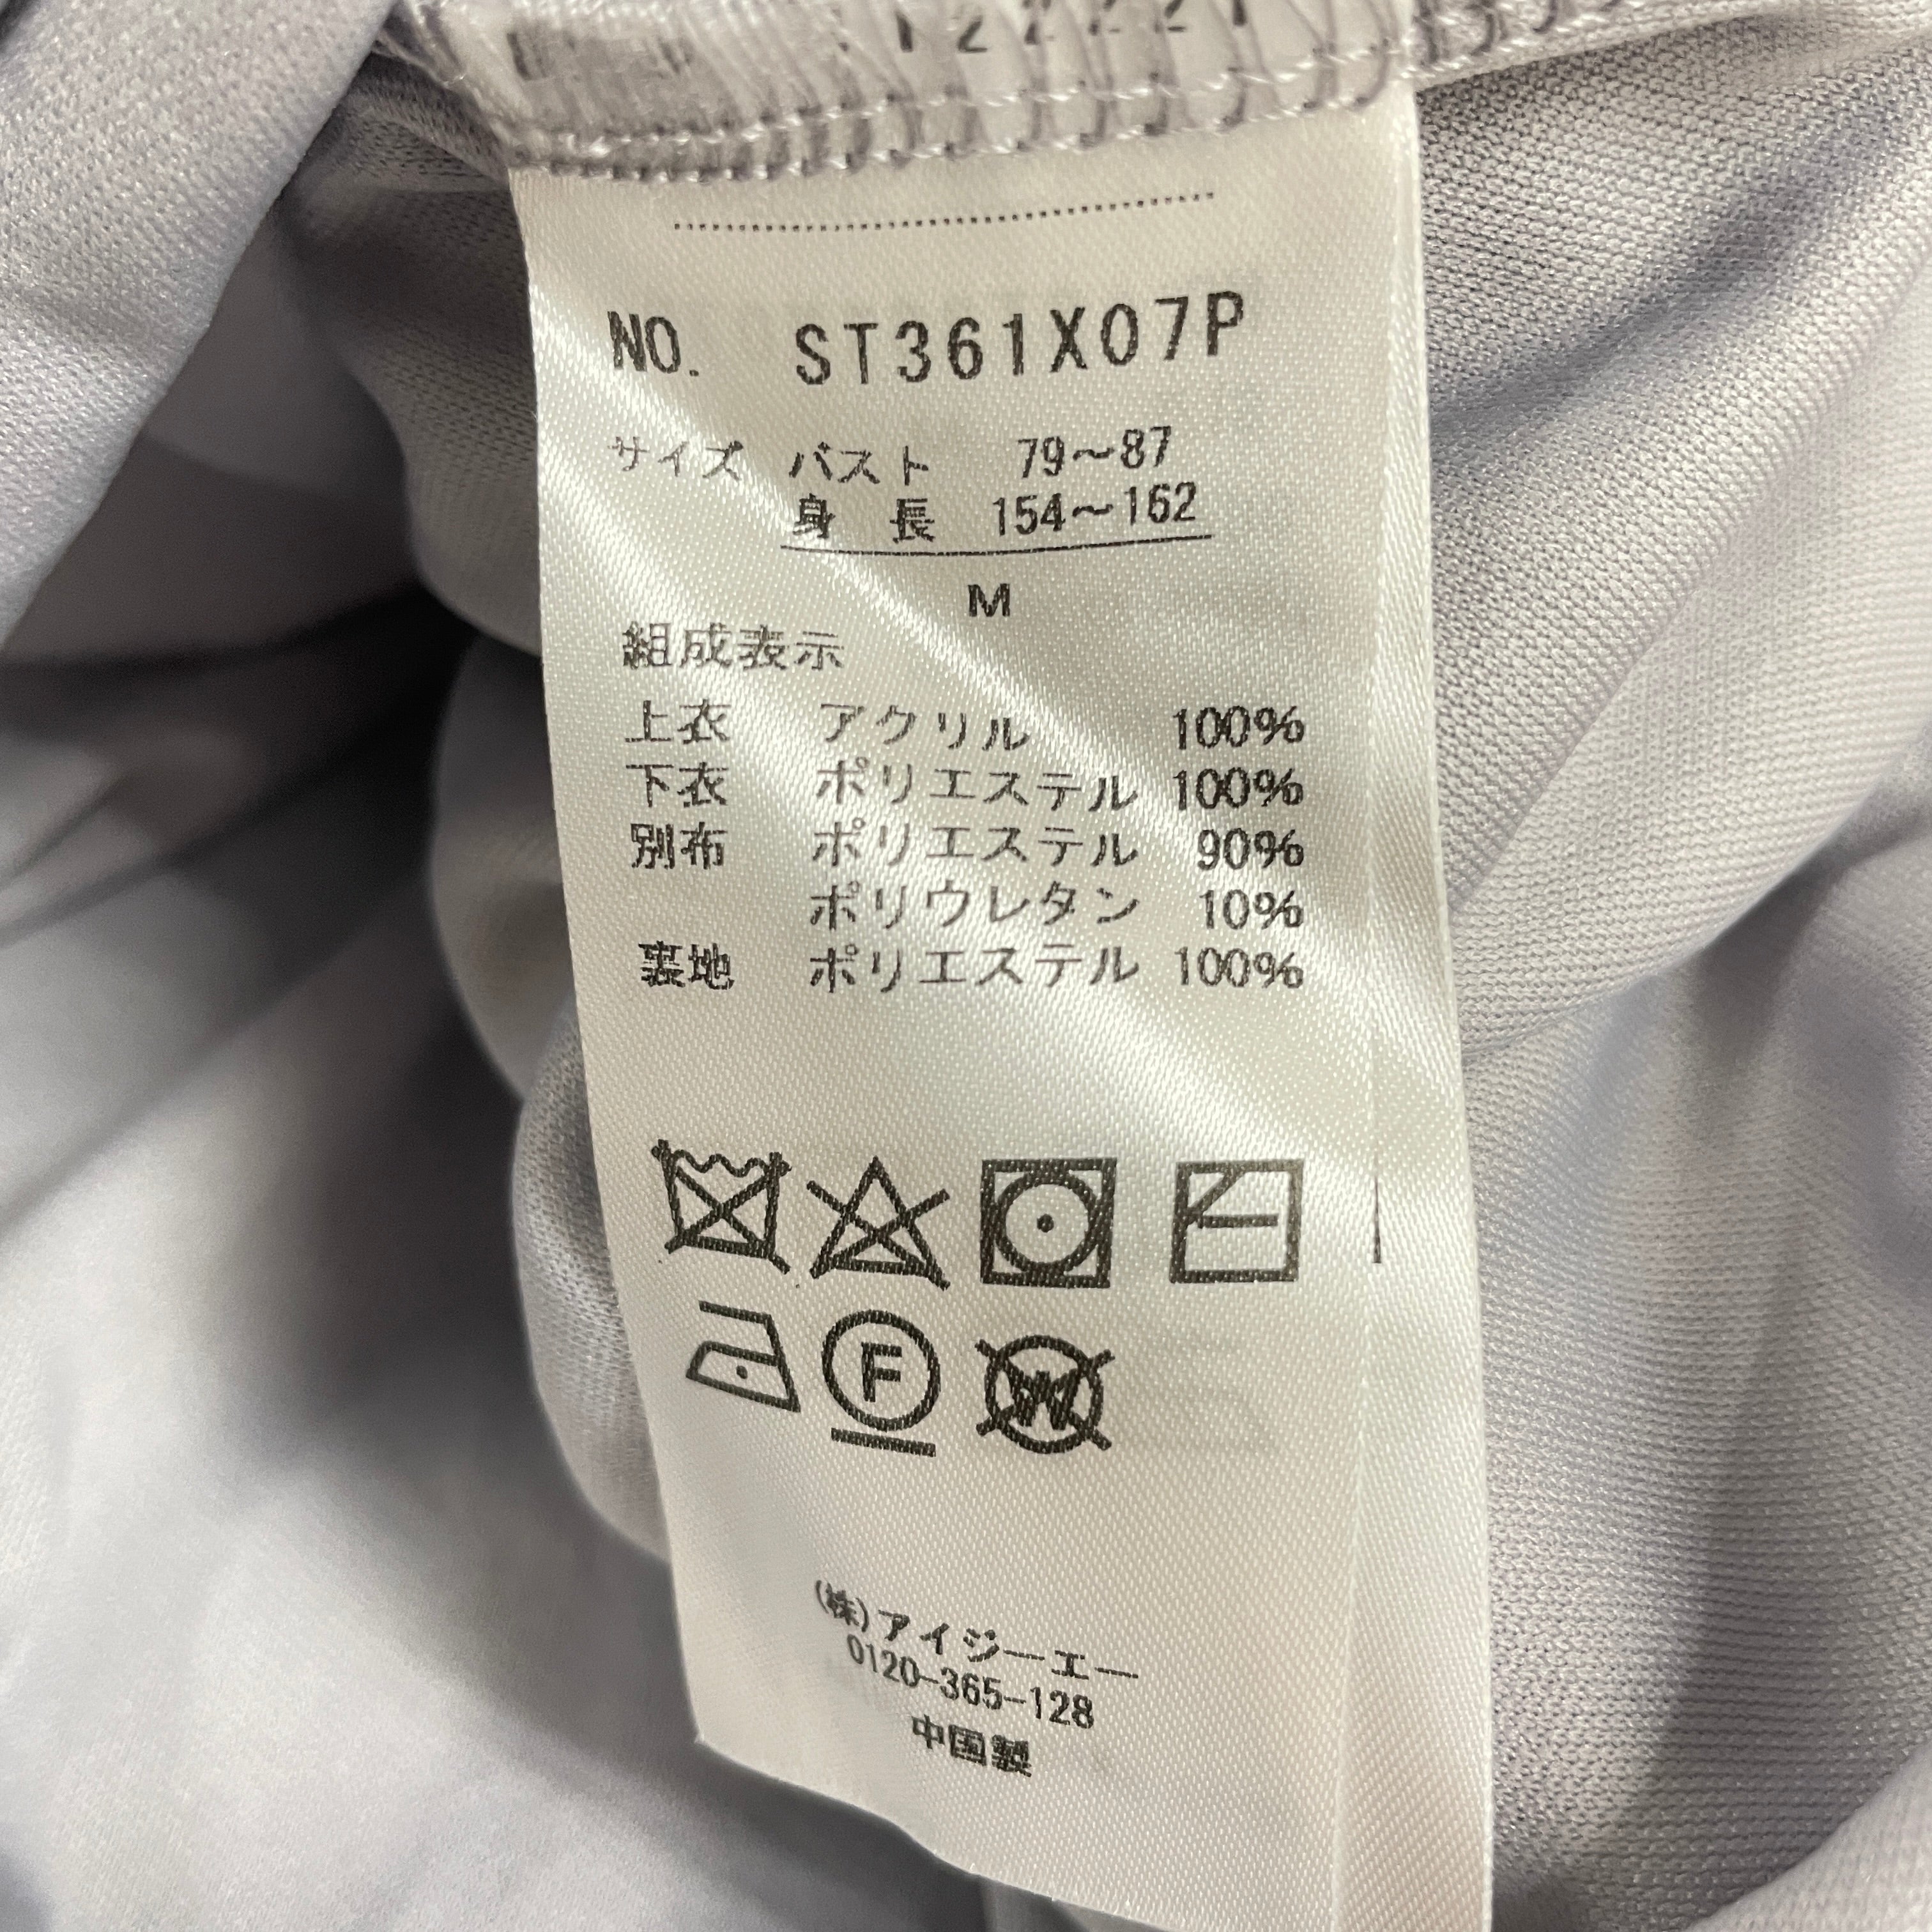 NO. ST361X07P
サイズ バスト 79～87
身 長 154～162
M
組成表示
上衣 アクリル 100%
下衣 ポリエステル 100%
別布 ポリエステル 90%
ポリウレタン 10%
裏地 ポリエステル 100%
F
W
(株)アイジーエー
0120-365-128
中国製